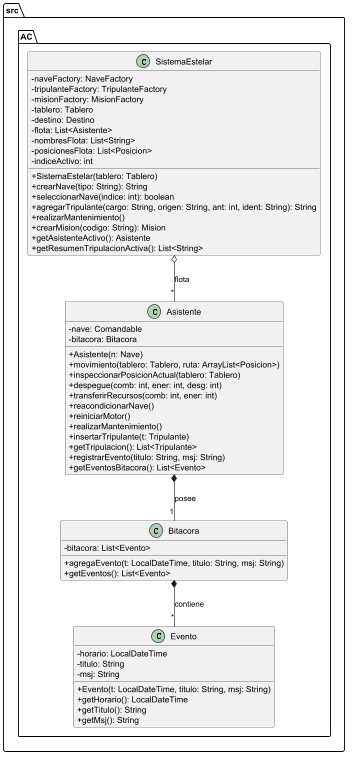 src
AC
C SistemaEstelar
-naveFactory: NaveFactory
-tripulanteFactory: TripulanteFactory
-misionFactory: MisionFactory
-tablero: Tablero
-destino: Destino
-flota: List<Asistente>
-nombresFlota: List<String>
-posicionesFlota: List<Posicion>
-indiceActivo: int
+SistemaEstelar(tablero: Tablero)
+crearNave(tipo: String): String
+seleccionarNave(indice: int): boolean
+agregarTripulante(cargo: String, origen: String, ant: int, ident: String): String
+realizarMantenimiento()
+crearMision(codigo: String): Mision
+getAsistenteActivo(): Asistente
+getResumenTripulacionActiva(): List<String>
flota
*
C Asistente
-nave: Comandable
-bitacora: Bitacora
+Asistente(n: Nave)
+movimiento(tablero: Tablero, ruta: ArrayList<Posicion>)
+inspeccionarPosicionActual(tablero: Tablero)
+despegue(comb: int, ener: int, desg: int)
+transferirRecursos(comb: int, ener: int)
+reacondicionarNave()
+reiniciarMotor()
+realizarMantenimiento()
+insertarTripulante(t: Tripulante)
+getTripulacion(): List<Tripulante>
+registrarEvento(titulo: String, msj: String)
+getEventosBitacora(): List<Evento>
posee
1
C Bitacora
-bitacora: List<Evento>
+agregaEvento(t: LocalDateTime, titulo: String, msj: String)
+getEventos(): List<Evento>
contiene
*
C Evento
-horario: LocalDateTime
-titulo: String
-msj: String
+Evento(t: LocalDateTime, titulo: String, msj: String)
+getHorario(): LocalDateTime
+getTitulo(): String
+getMsj(): String